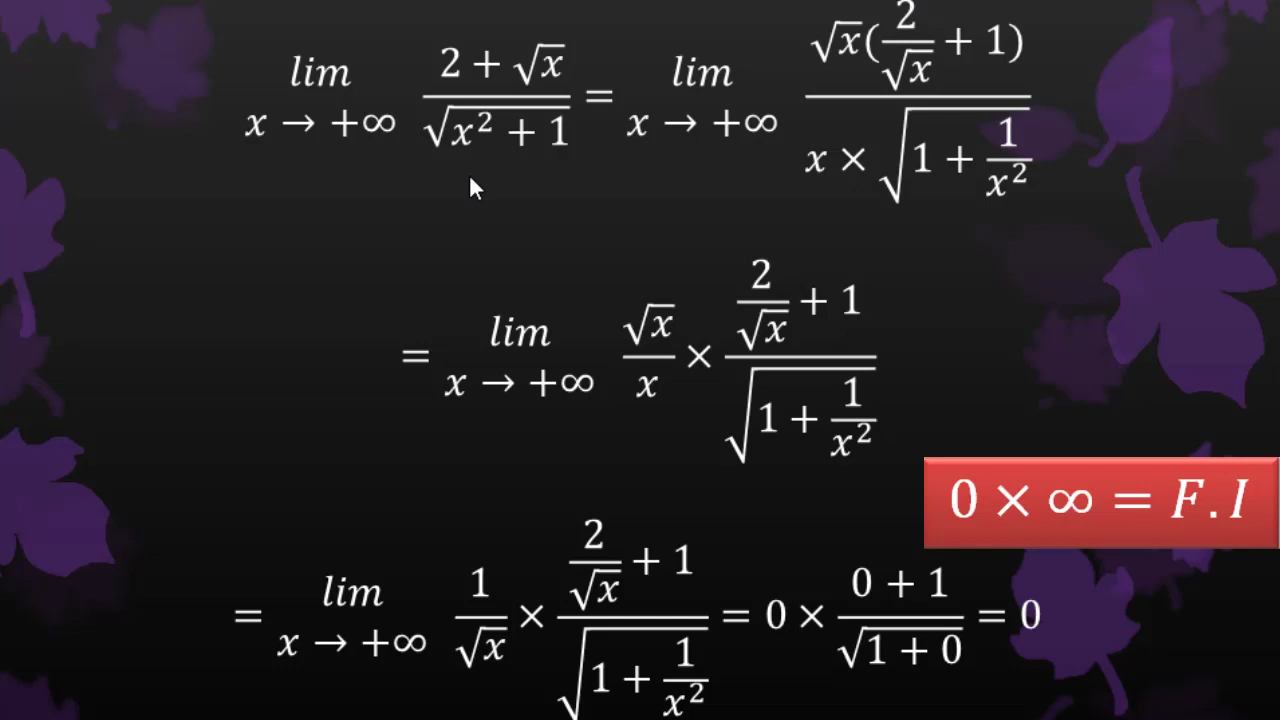 lim x → +∞ (2 + √x)/√(x² + 1) = lim x → +∞ (√x(2/√x + 1))/(x × √(1 + 1/x²))
= lim x → +∞ √x/x × (2/√x + 1)/√(1 + 1/x²)
0 × ∞ = F.I
= lim x → +∞ 1/√x × (2/√x + 1)/√(1 + 1/x²) = 0 × (0 + 1)/√(1 + 0) = 0